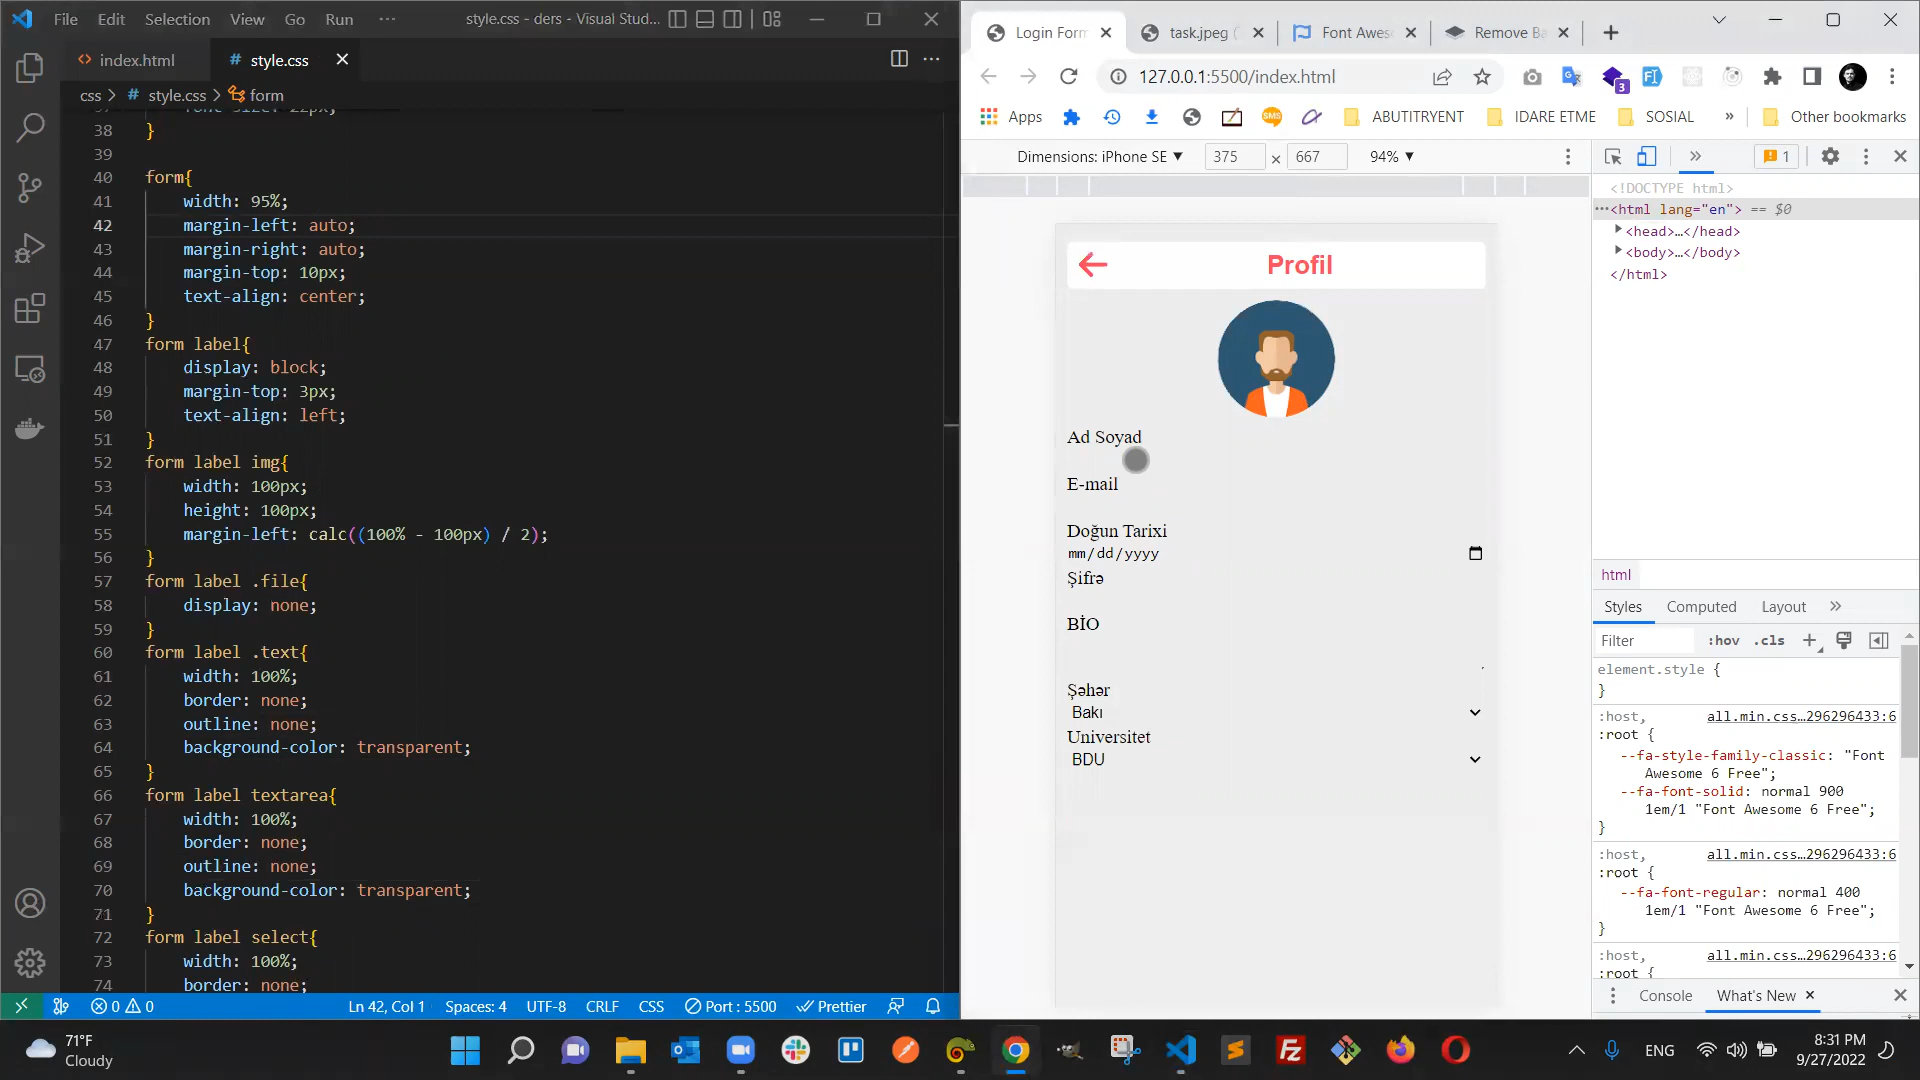 File Edit Selection View Go Run ··· style.css - ders - Visual Stud...
index.html
style.css
css > # style.css > form
38 }
39
40 form{
41 width: 95%;
42 margin-left: auto;
43 margin-right: auto;
44 margin-top: 10px;
45 text-align: center;
46 }
47 form label{
48 display: block;
49 margin-top: 3px;
50 text-align: left;
51 }
52 form label img{
53 width: 100px;
54 height: 100px;
55 margin-left: calc((100% - 100px) / 2);
56 }
57 form label .file{
58 display: none;
59 }
60 form label .text{
61 width: 100%;
62 border: none;
63 outline: none;
64 background-color: transparent;
65 }
66 form label textarea{
67 width: 100%;
68 border: none;
69 outline: none;
70 background-color: transparent;
71 }
72 form label select{
73 width: 100%;
74 border: none;
0 0 Ln 42, Col 1 Spaces: 4 UTF-8 CRLF CSS Port : 5500 Prettier
Login Form
task.jpeg (
Font Awes
Remove Ba
127.0.0.1:5500/index.html
3
Apps
SMS
ABUTITRYENT
IDARE ETME
SOSIAL
»
Other bookmarks
Dimensions: iPhone SE 375 × 667 94%
Profil
Ad Soyad
E-mail
Doğun Tarixi
mm/dd/yyyy
Şifrə
BİO
Şəhər
Bakı
Universitet
BDU
» 1
<!DOCTYPE html>
···<html lang="en"> == $0
<head>…</head>
<body>…</body>
</html>
html
Styles Computed Layout »
Filter :hov .cls +
element.style {
}
:host, all.min.css…296296433:6
:root {
--fa-style-family-classic: "Font
Awesome 6 Free";
--fa-font-solid: normal 900
1em/1 "Font Awesome 6 Free";
}
:host, all.min.css…296296433:6
:root {
--fa-font-regular: normal 400
1em/1 "Font Awesome 6 Free";
}
:host, all.min.css…296296433:6
:root {
Console What's New
71°F
Cloudy
Fz
ENG
8:31 PM
9/27/2022